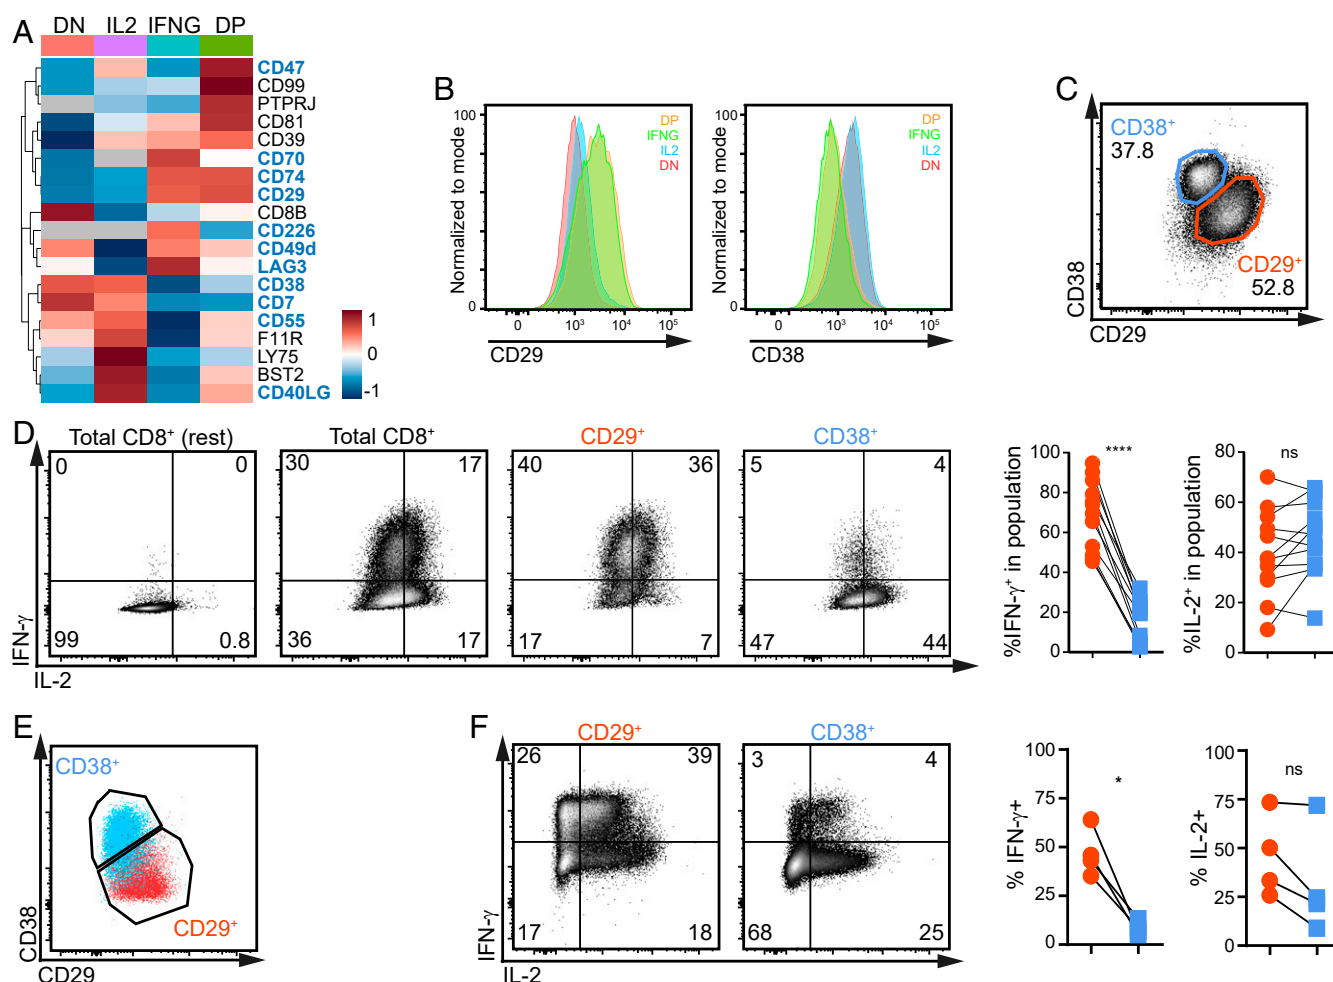 A
DN IL2 IFNG DP
CD47
CD99
PTPRJ
CD81
CD39
CD70
CD74
CD29
CD8B
CD226
CD49d
LAG3
CD38
CD7
CD55
F11R
LY75
BST2
CD40LG
1
0
-1
B
Normalized to mode
100
0
DP
IFNG
IL2
DN
0 10³ 10⁴ 10⁵
CD29
Normalized to mode
100
0
DP
IFNG
IL2
DN
0 10³ 10⁴ 10⁵
CD38
C
CD38⁺
37.8
CD29⁺
52.8
CD38
CD29
D
Total CD8⁺ (rest)
0 0
99 0.8
Total CD8⁺
30 17
36 17
CD29⁺
40 36
17 7
CD38⁺
5 4
47 44
IFN-γ
IL-2
%IFN-γ⁺ in population
100
80
60
40
20
0
****
%IL-2⁺ in population
80
60
40
20
0
ns
E
CD38⁺
CD29⁺
CD38
CD29
F
CD29⁺
26 39
17 18
CD38⁺
3 4
68 25
IFN-γ
IL-2
% IFN-γ+
100
75
50
25
0
*
% IL-2+
100
75
50
25
0
ns